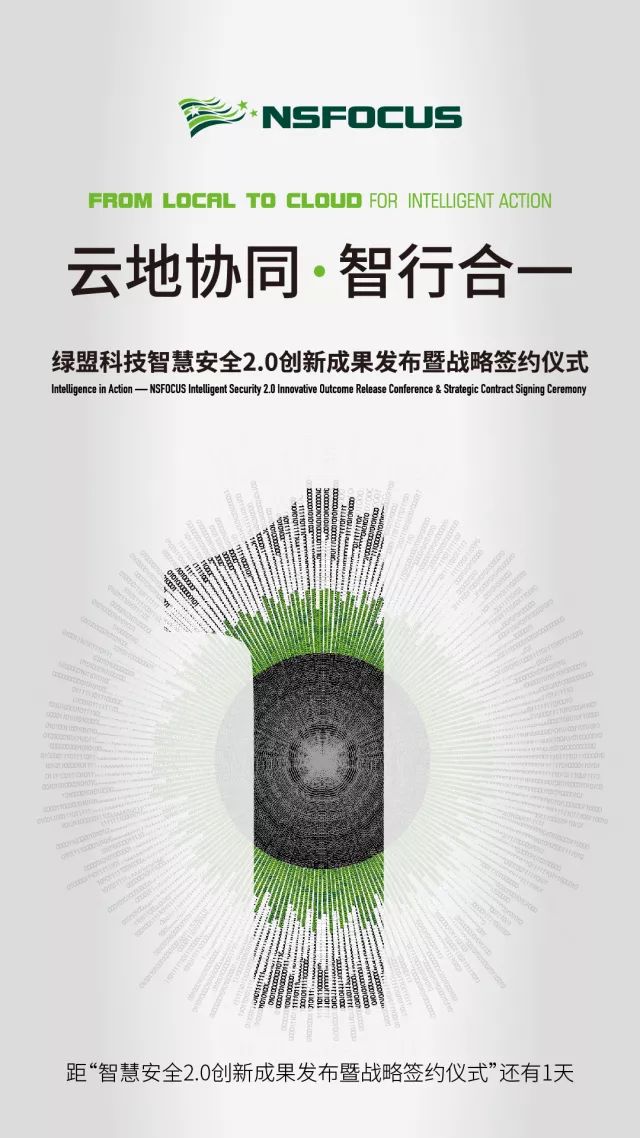 NSFOCUS
FROM LOCAL TO CLOUD FOR INTELLIGENT ACTION
云地协同·智行合一
绿盟科技智慧安全2.0创新成果发布暨战略签约仪式
Intelligence in Action — NSFOCUS Intelligent Security 2.0 Innovative Outcome Release Conference & Strategic Contract Signing Ceremony
距“智慧安全2.0创新成果发布暨战略签约仪式”还有1天